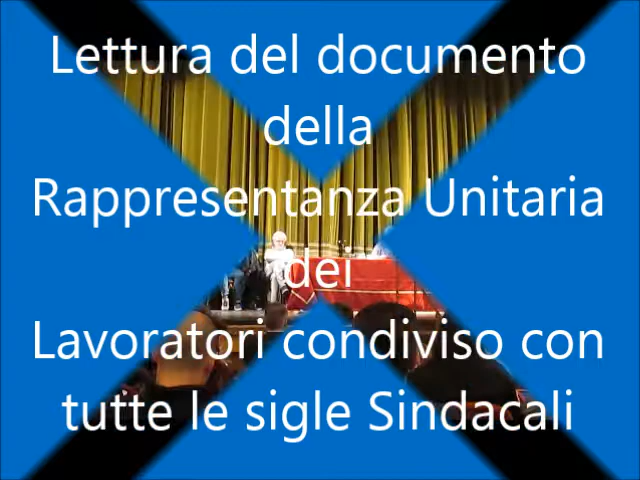 Lettura del documento
della
Rappresentanza Unitaria
dei
Lavoratori condiviso con
tutte le sigle Sindacali